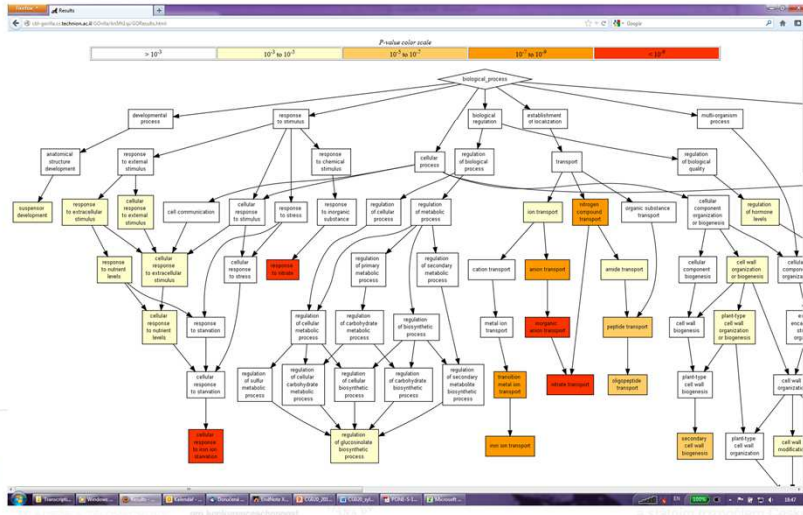 Results
cbl-gorilla.cs.technion.ac.il
Google
P-value color scale
> 10⁻³
10⁻³ to 10⁻⁵
10⁻⁵ to 10⁻⁷
10⁻⁷ to 10⁻⁹
< 10⁻⁹
biological_process
developmental
process
response
to stimulus
biological
regulation
establishment
of localization
multi-organism
process
anatomical
structure
development
response
to external
stimulus
response
to chemical
stimulus
cellular
process
regulation
of biological
process
transport
regulation
of biological
quality
suspensor
development
response
to extracellular
stimulus
cellular
response
to external
stimulus
cell communication
cellular
response
to stimulus
response
to stress
response
to inorganic
substance
regulation
of cellular
process
regulation
of metabolic
process
ion transport
nitrogen
compound
transport
organic substance
transport
cellular
component
organization
or biogenesis
regulation
of hormone
levels
response
to nutrient
levels
cellular
response
to extracellular
stimulus
cellular
response
to stress
response
to nitrate
regulation
of primary
metabolic
process
regulation
of secondary
metabolic
process
cation transport
anion transport
amide transport
cellular
component
biogenesis
cell wall
organization
or biogenesis
cellular
response
to nutrient
levels
response
to starvation
regulation
of cellular
metabolic
process
regulation
of carbohydrate
metabolic
process
regulation
of biosynthetic
process
metal ion
transport
inorganic
anion transport
peptide transport
cell wall
biogenesis
plant-type
cell wall
organization
or biogenesis
cellular
response
to starvation
regulation
of sulfur
metabolic
process
regulation
of cellular
carbohydrate
metabolic
process
regulation
of cellular
biosynthetic
process
regulation
of carbohydrate
biosynthetic
process
regulation
of secondary
metabolite
biosynthetic
process
transition
metal ion
transport
nitrate transport
oligopeptide
transport
plant-type
cell wall
biogenesis
cell wall
cellular
response
to iron ion
starvation
regulation
of glucosinolate
biosynthetic
process
iron ion transport
secondary
cell wall
biogenesis
plant-type
cell wall
organization
cell wall
modification
EN
100%
18:47